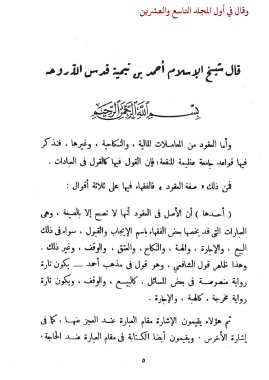 وقال في أول المجلد التاسع والعشرين:
قال شيخ الإسلام أحمد بن تيمية قدس الله روحه
بسم الله الرحمن الرحيم
وأما العقود من المعاملات المالية ، والنكاحية ، وغيرها ، فنذكر
فيها قواعد جامعة عظيمة المنفعة ؛ فإن القول فيها كالقول في العبادات .
فمن ذلك « صفة العقود » فالفقهاء فيها على ثلاثة أقوال :
( أحدها ) أن الأصل في العقود أنها لا تصح إلا بالصيغة ، وهي
العبارات التي قد يخصها بعض الفقهاء باسم الإيجاب والقبول ، سواء في ذلك
البيع ، والإجارة ، والهبة ، والنكاح ، والعتق ، والوقف ، وغير ذلك .
وهذا ظاهر قول الشافعي ، وهو قول في مذهب أحمد — يكون تارة
رواية منصوصة في بعض المسائل . كالبيع ، والوقف ، ويكون تارة
رواية مخرجة . كالهبة ، والإجارة .
ثم هؤلاء يقيمون الإشارة مقام العبارة عند العجز عنها ، كما في
إشارة الأخرس . ويقيمون أيضا الكتابة في مقام العبارة عند الحاجة .
٥